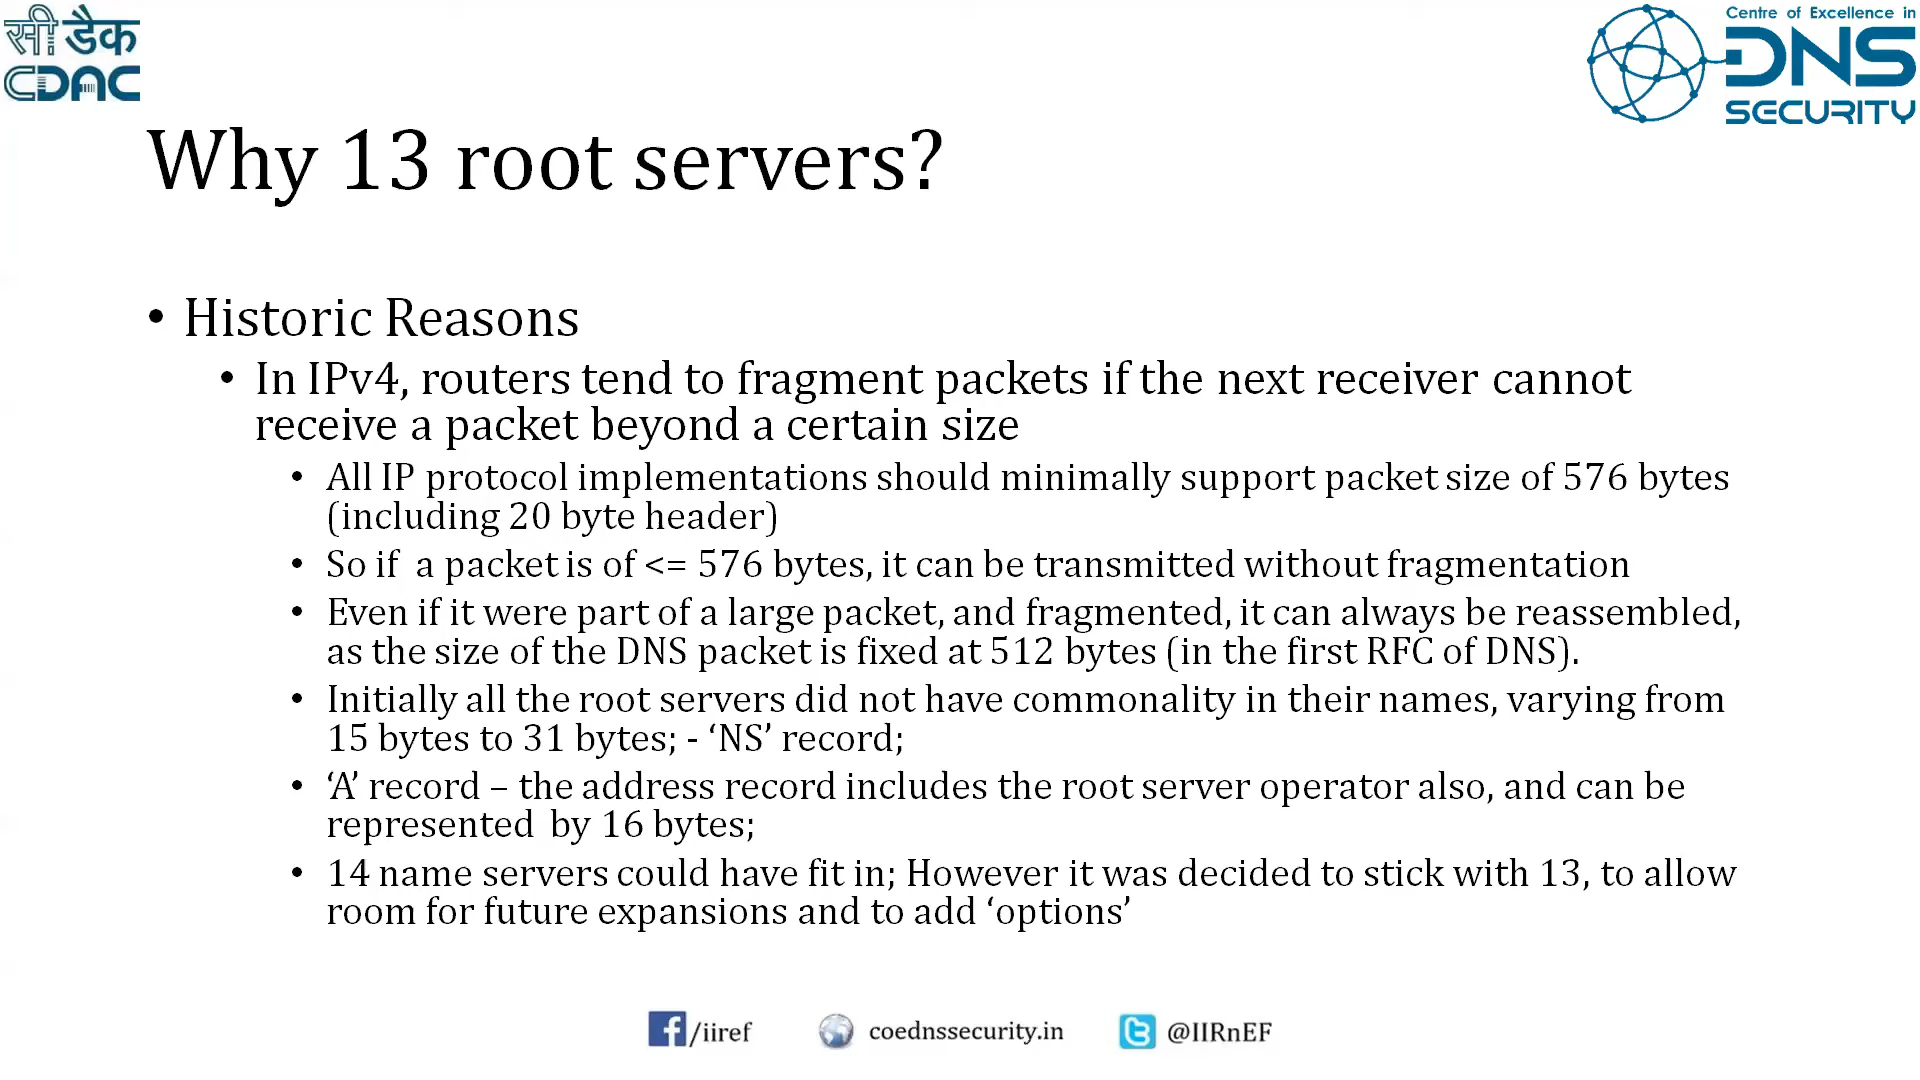 सी डैक
CDAC
Centre of Excellence in
DNS
SECURITY
Why 13 root servers?
• Historic Reasons
• In IPv4, routers tend to fragment packets if the next receiver cannot
receive a packet beyond a certain size
• All IP protocol implementations should minimally support packet size of 576 bytes
(including 20 byte header)
• So if a packet is of <= 576 bytes, it can be transmitted without fragmentation
• Even if it were part of a large packet, and fragmented, it can always be reassembled,
as the size of the DNS packet is fixed at 512 bytes (in the first RFC of DNS).
• Initially all the root servers did not have commonality in their names, varying from
15 bytes to 31 bytes; - ‘NS’ record;
• ‘A’ record – the address record includes the root server operator also, and can be
represented by 16 bytes;
• 14 name servers could have fit in; However it was decided to stick with 13, to allow
room for future expansions and to add ‘options’
/iiref coednssecurity.in @IIRnEF